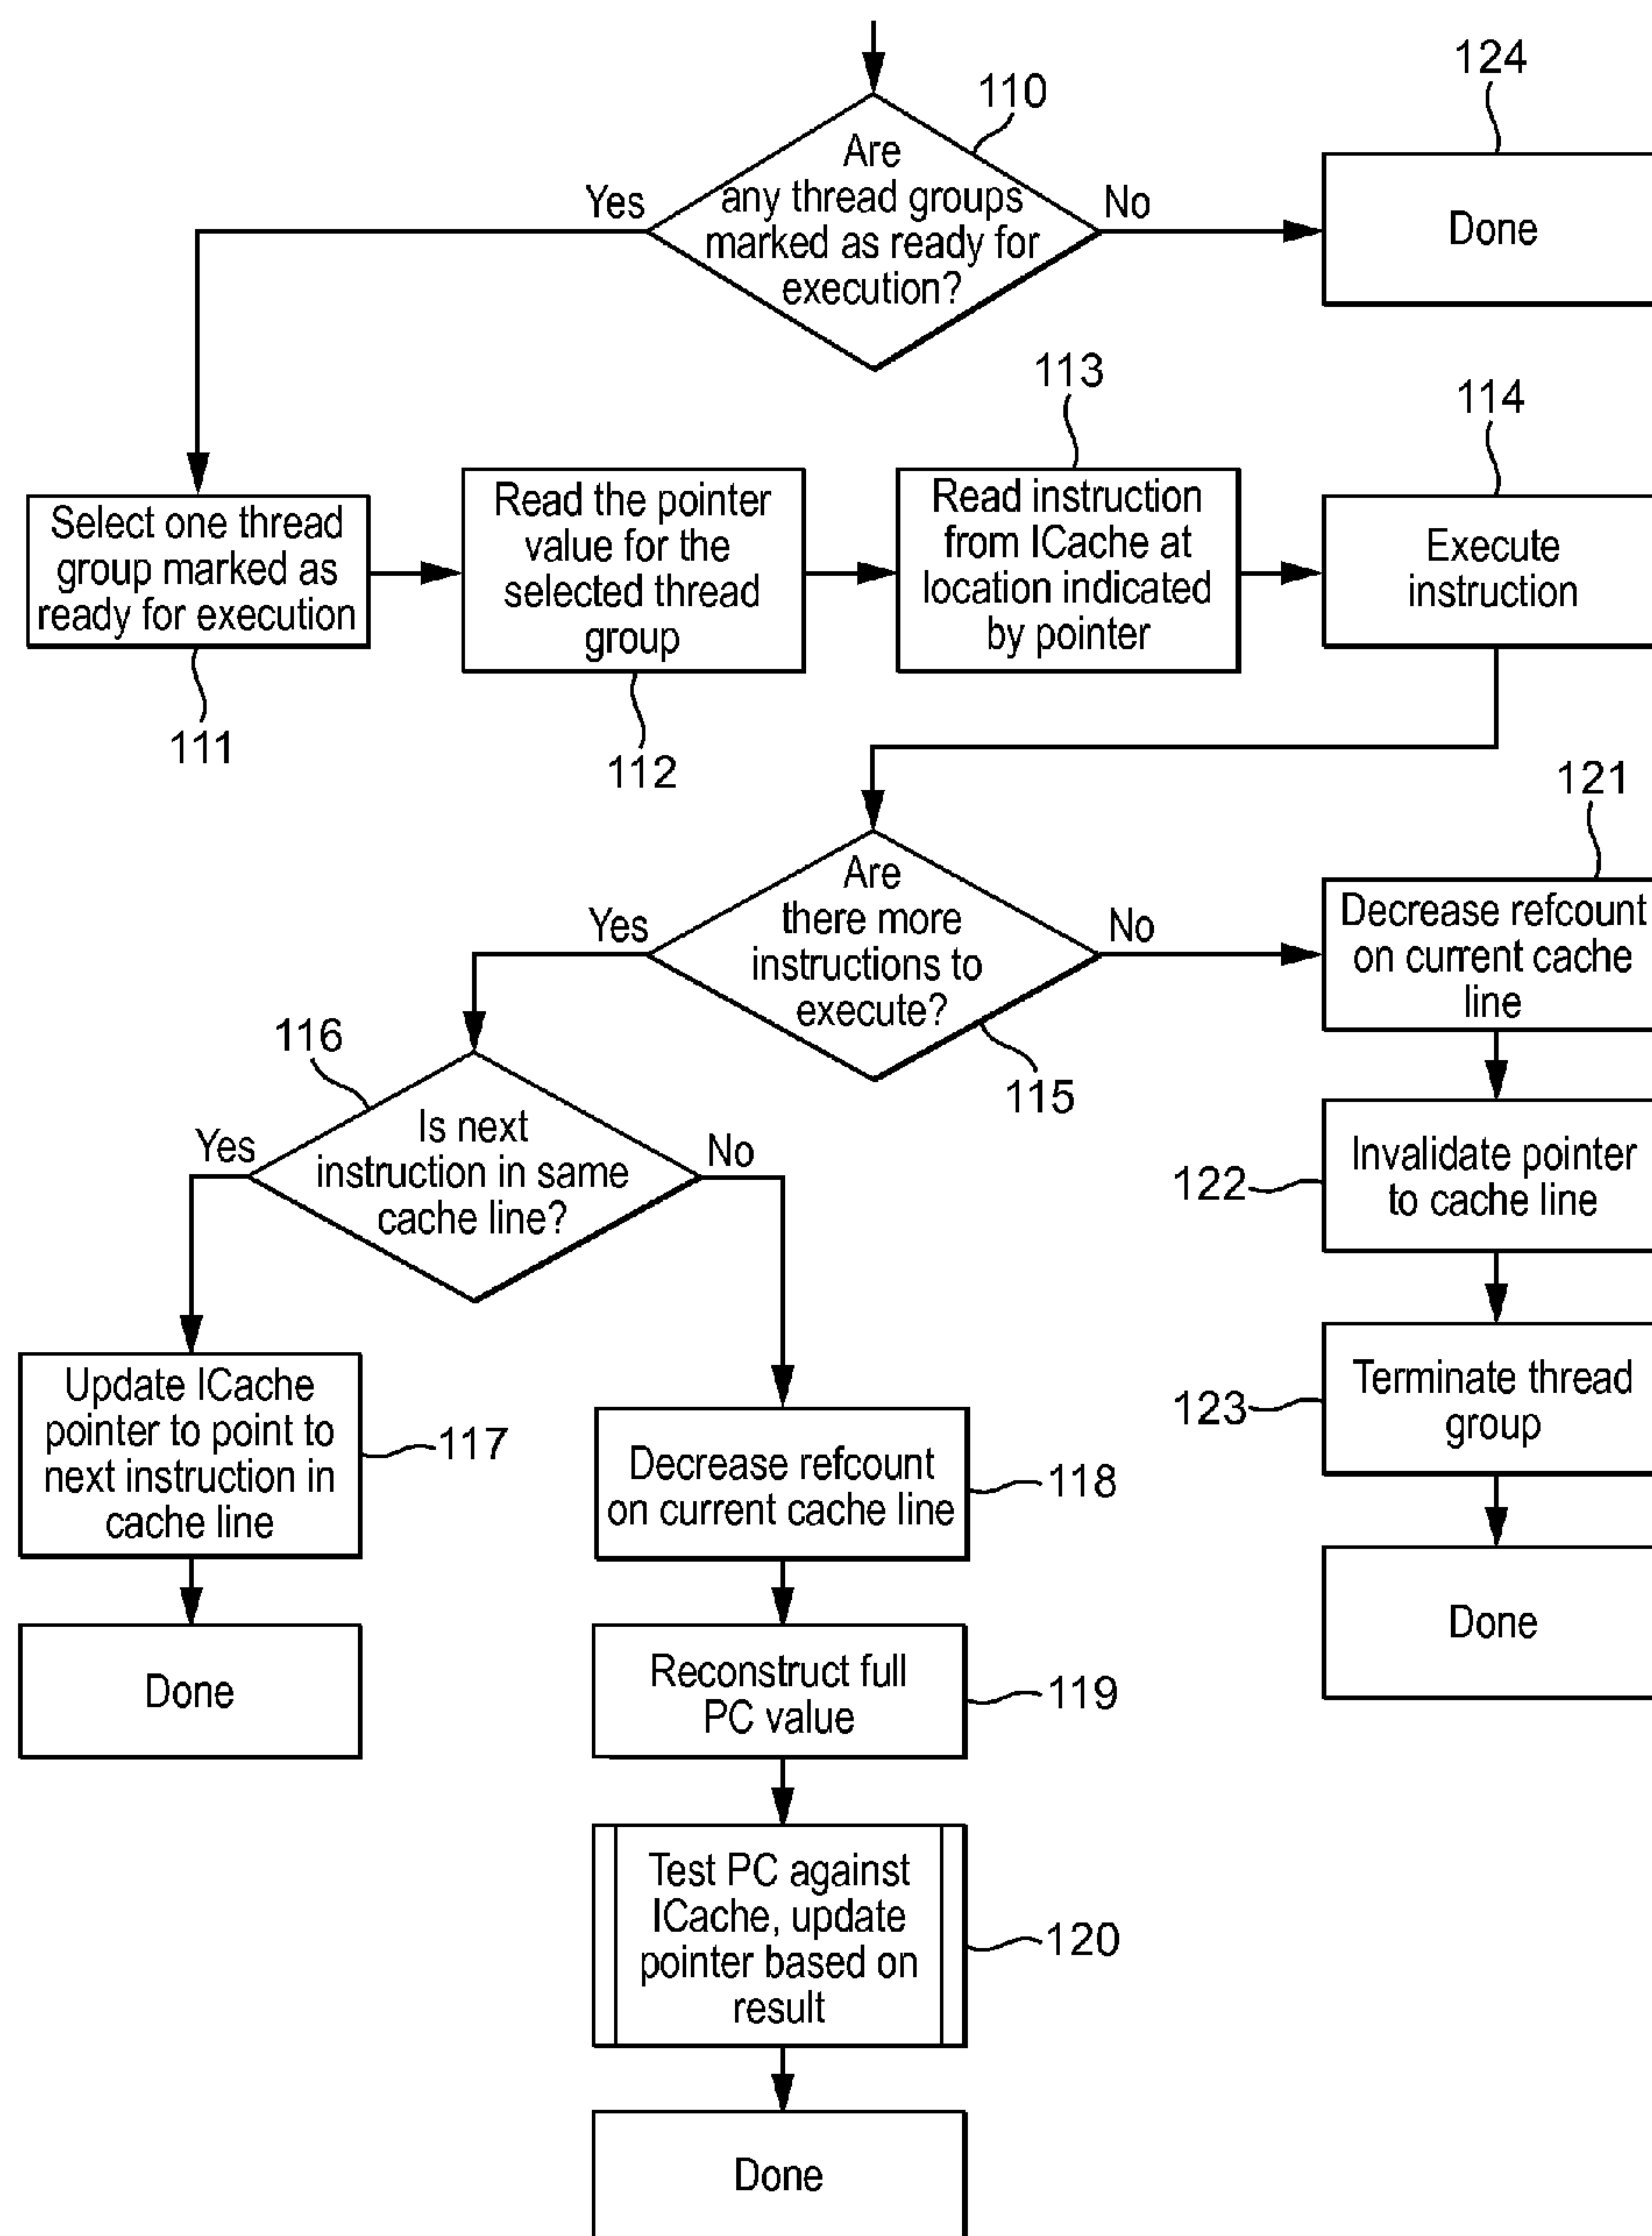 124
110
Are
any thread groups
marked as ready for
execution?
Yes
No
Done
113
114
Select one thread
group marked as
ready for execution
Read the pointer
value for the
selected thread
group
Read instruction
from ICache at
location indicated
by pointer
Execute
instruction
111
112
121
Are
there more
instructions to
execute?
Yes
No
Decrease refcount
on current cache
line
115
116
Is next
instruction in same
cache line?
Yes
No
122
Invalidate pointer
to cache line
Update ICache
pointer to point to
next instruction in
cache line
117
Decrease refcount
on current cache line
118
123
Terminate thread
group
Done
Done
Reconstruct full
PC value
119
Test PC against
ICache, update
pointer based on
result
120
Done